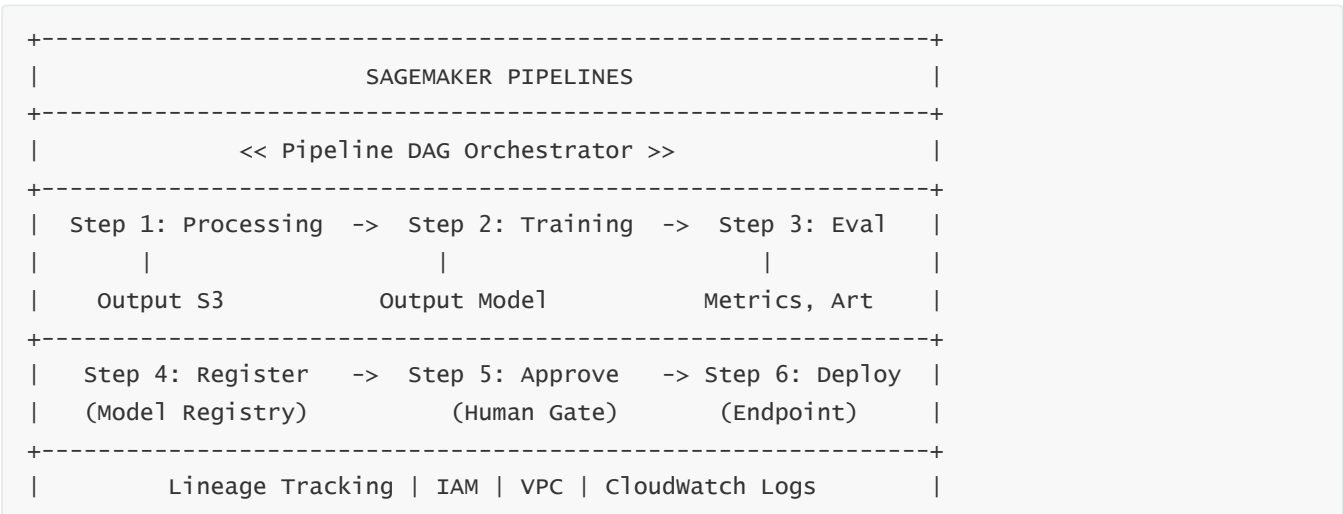 +---------------------------------------------------------------+
|                       SAGEMAKER PIPELINES                     |
+---------------------------------------------------------------+
|              << Pipeline DAG Orchestrator >>                  |
+---------------------------------------------------------------+
|  Step 1: Processing  ->  Step 2: Training  ->  Step 3: Eval   |
|       |                     |                      |           |
|    Output S3           Output Model           Metrics, Art    |
+---------------------------------------------------------------+
|   Step 4: Register   ->  Step 5: Approve   -> Step 6: Deploy  |
|   (Model Registry)          (Human Gate)       (Endpoint)     |
+---------------------------------------------------------------+
|         Lineage Tracking | IAM | VPC | CloudWatch Logs        |